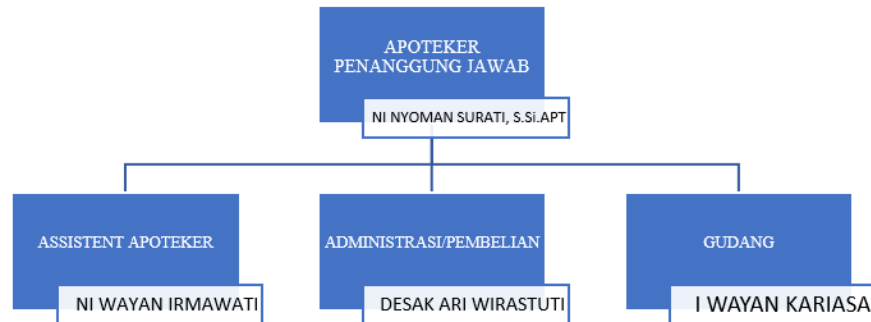 APOTEKER
PENANGGUNG JAWAB
NI NYOMAN SURATI, S.Si.APT
ASSISTENT APOTEKER
NI WAYAN IRMAWATI
ADMINISTRASI/PEMBELIAN
DESAK ARI WIRASTUTI
GUDANG
I WAYAN KARIASA